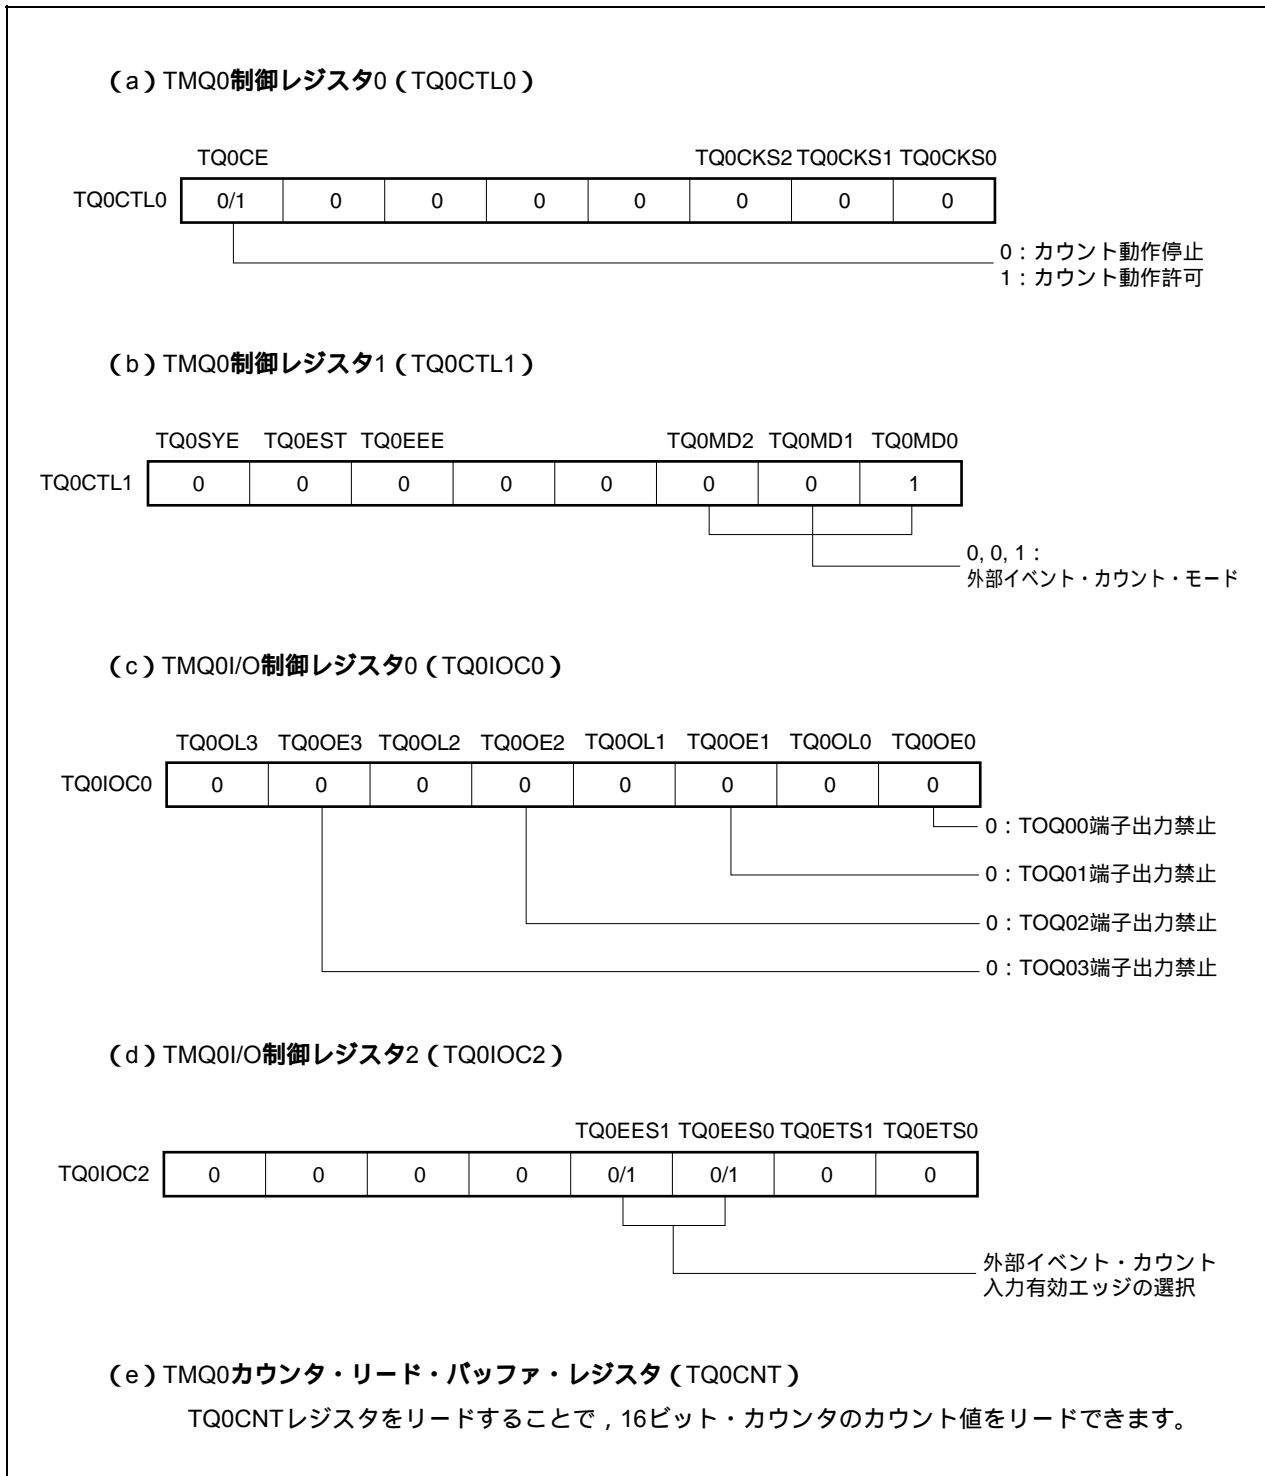 (a)TMQ0制御レジスタ0(TQ0CTL0)
TQ0CE TQ0CKS2 TQ0CKS1 TQ0CKS0
TQ0CTL0 0/1 0 0 0 0 0 0 0
0:カウント動作停止
1:カウント動作許可
(b)TMQ0制御レジスタ1(TQ0CTL1)
TQ0SYE TQ0EST TQ0EEE TQ0MD2 TQ0MD1 TQ0MD0
TQ0CTL1 0 0 0 0 0 0 0 1
0, 0, 1:
外部イベント・カウント・モード
(c)TMQ0I/O制御レジスタ0(TQ0IOC0)
TQ0OL3 TQ0OE3 TQ0OL2 TQ0OE2 TQ0OL1 TQ0OE1 TQ0OL0 TQ0OE0
TQ0IOC0 0 0 0 0 0 0 0 0
0:TOQ00端子出力禁止
0:TOQ01端子出力禁止
0:TOQ02端子出力禁止
0:TOQ03端子出力禁止
(d)TMQ0I/O制御レジスタ2(TQ0IOC2)
TQ0EES1 TQ0EES0 TQ0ETS1 TQ0ETS0
TQ0IOC2 0 0 0 0 0/1 0/1 0 0
外部イベント・カウント
入力有効エッジの選択
(e)TMQ0カウンタ・リード・バッファ・レジスタ(TQ0CNT)
TQ0CNTレジスタをリードすることで,16ビット・カウンタのカウント値をリードできます。